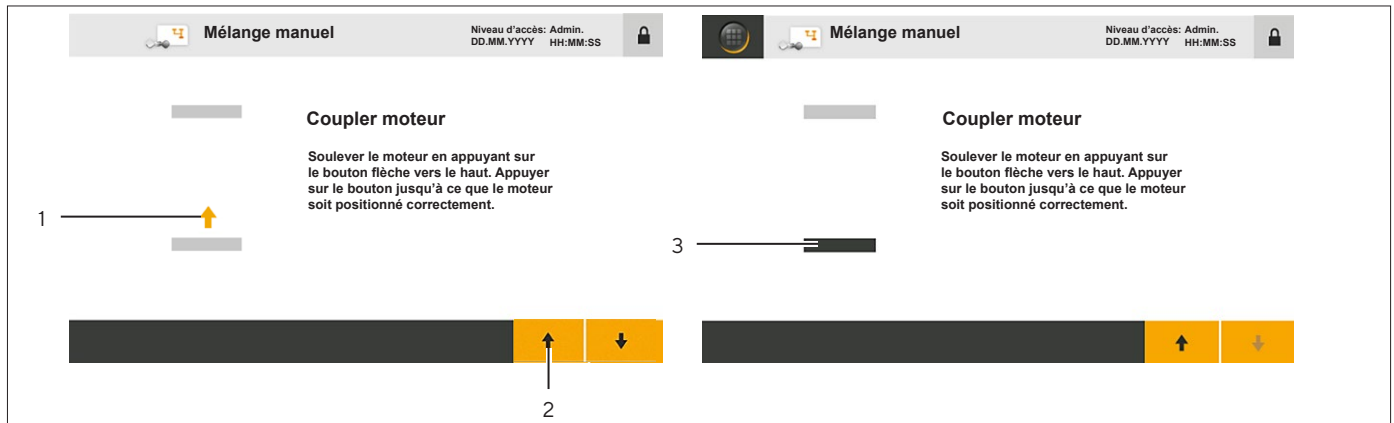 Mélange manuel
Niveau d'accès: Admin.
DD.MM.YYYY HH:MM:SS
Coupler moteur
Soulever le moteur en appuyant sur
le bouton flèche vers le haut. Appuyer
sur le bouton jusqu'à ce que le moteur
soit positionné correctement.
1
2
Mélange manuel
Niveau d'accès: Admin.
DD.MM.YYYY HH:MM:SS
Coupler moteur
Soulever le moteur en appuyant sur
le bouton flèche vers le haut. Appuyer
sur le bouton jusqu'à ce que le moteur
soit positionné correctement.
3